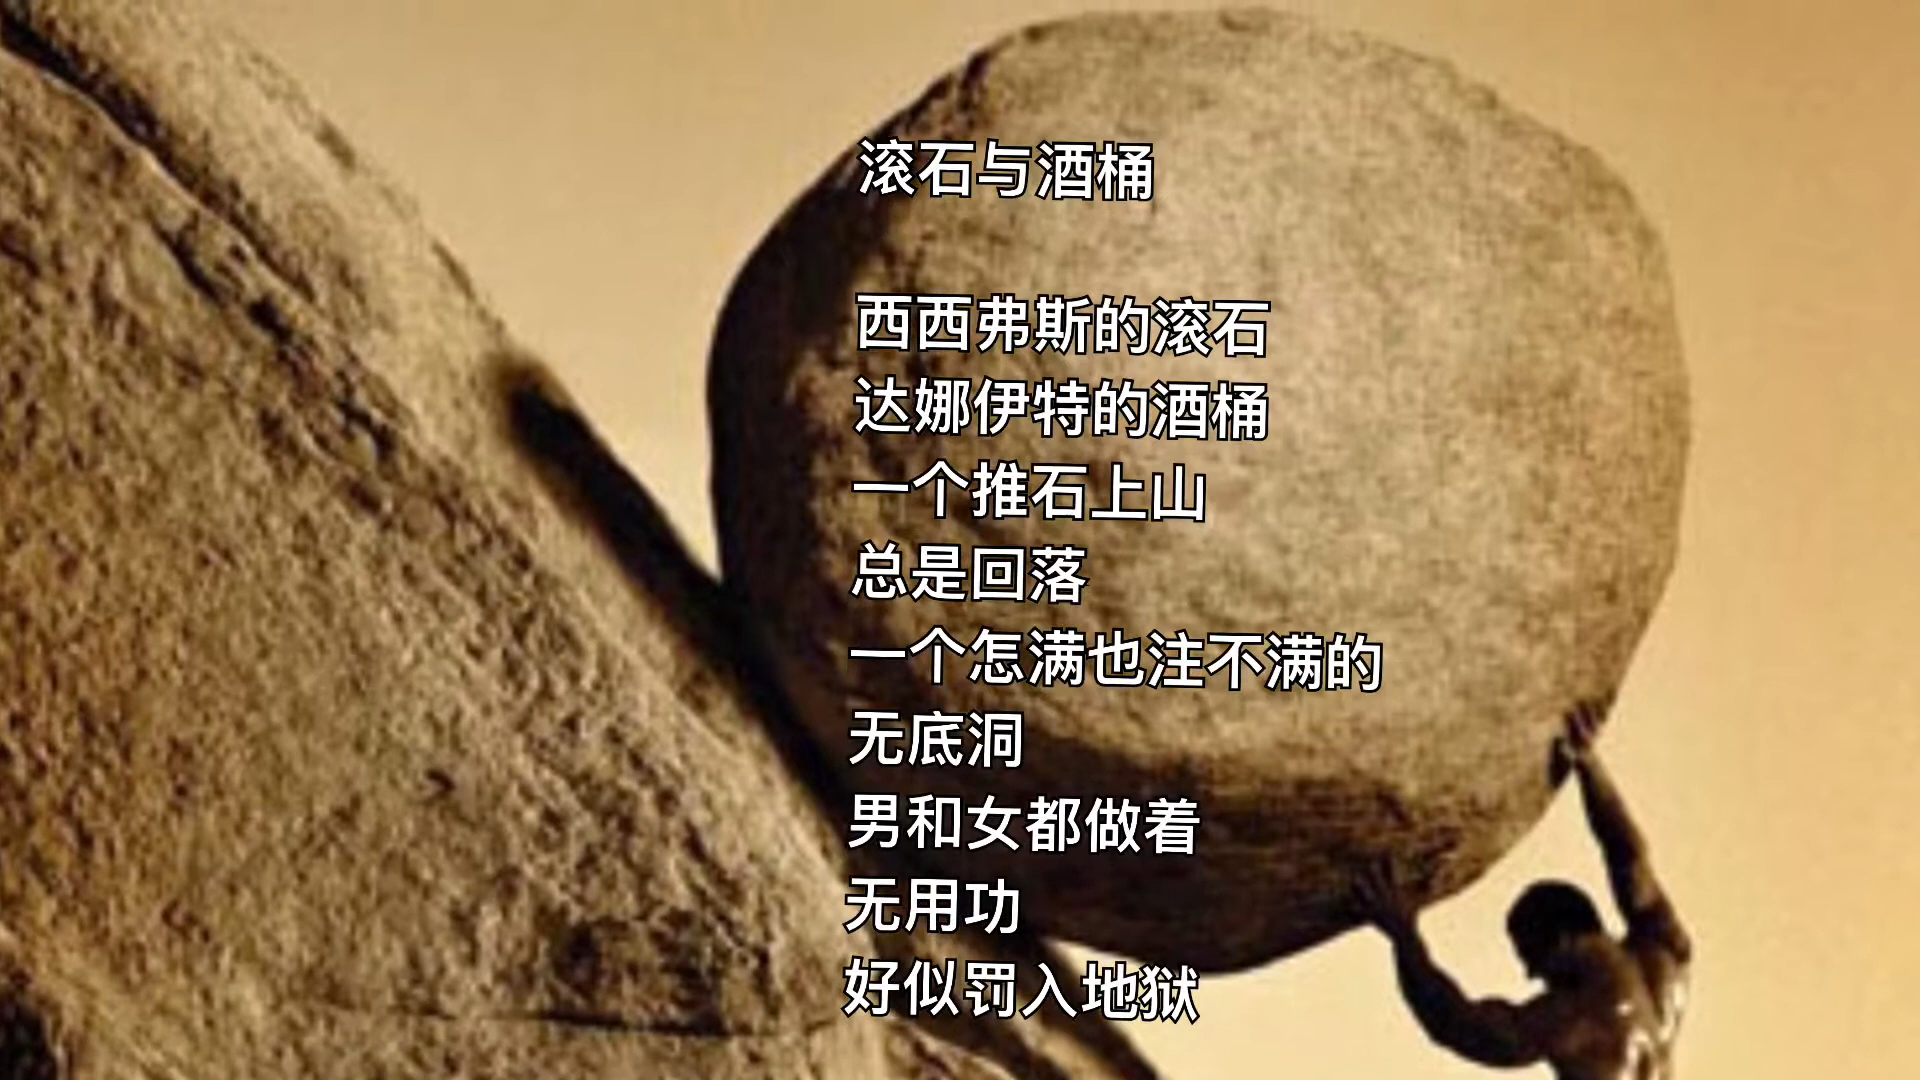 滚石与酒桶
西西弗斯的滚石
达娜伊特的酒桶
一个推石上山
总是回落
一个怎满也注不满的
无底洞
男和女都做着
无用功
好似罚入地狱